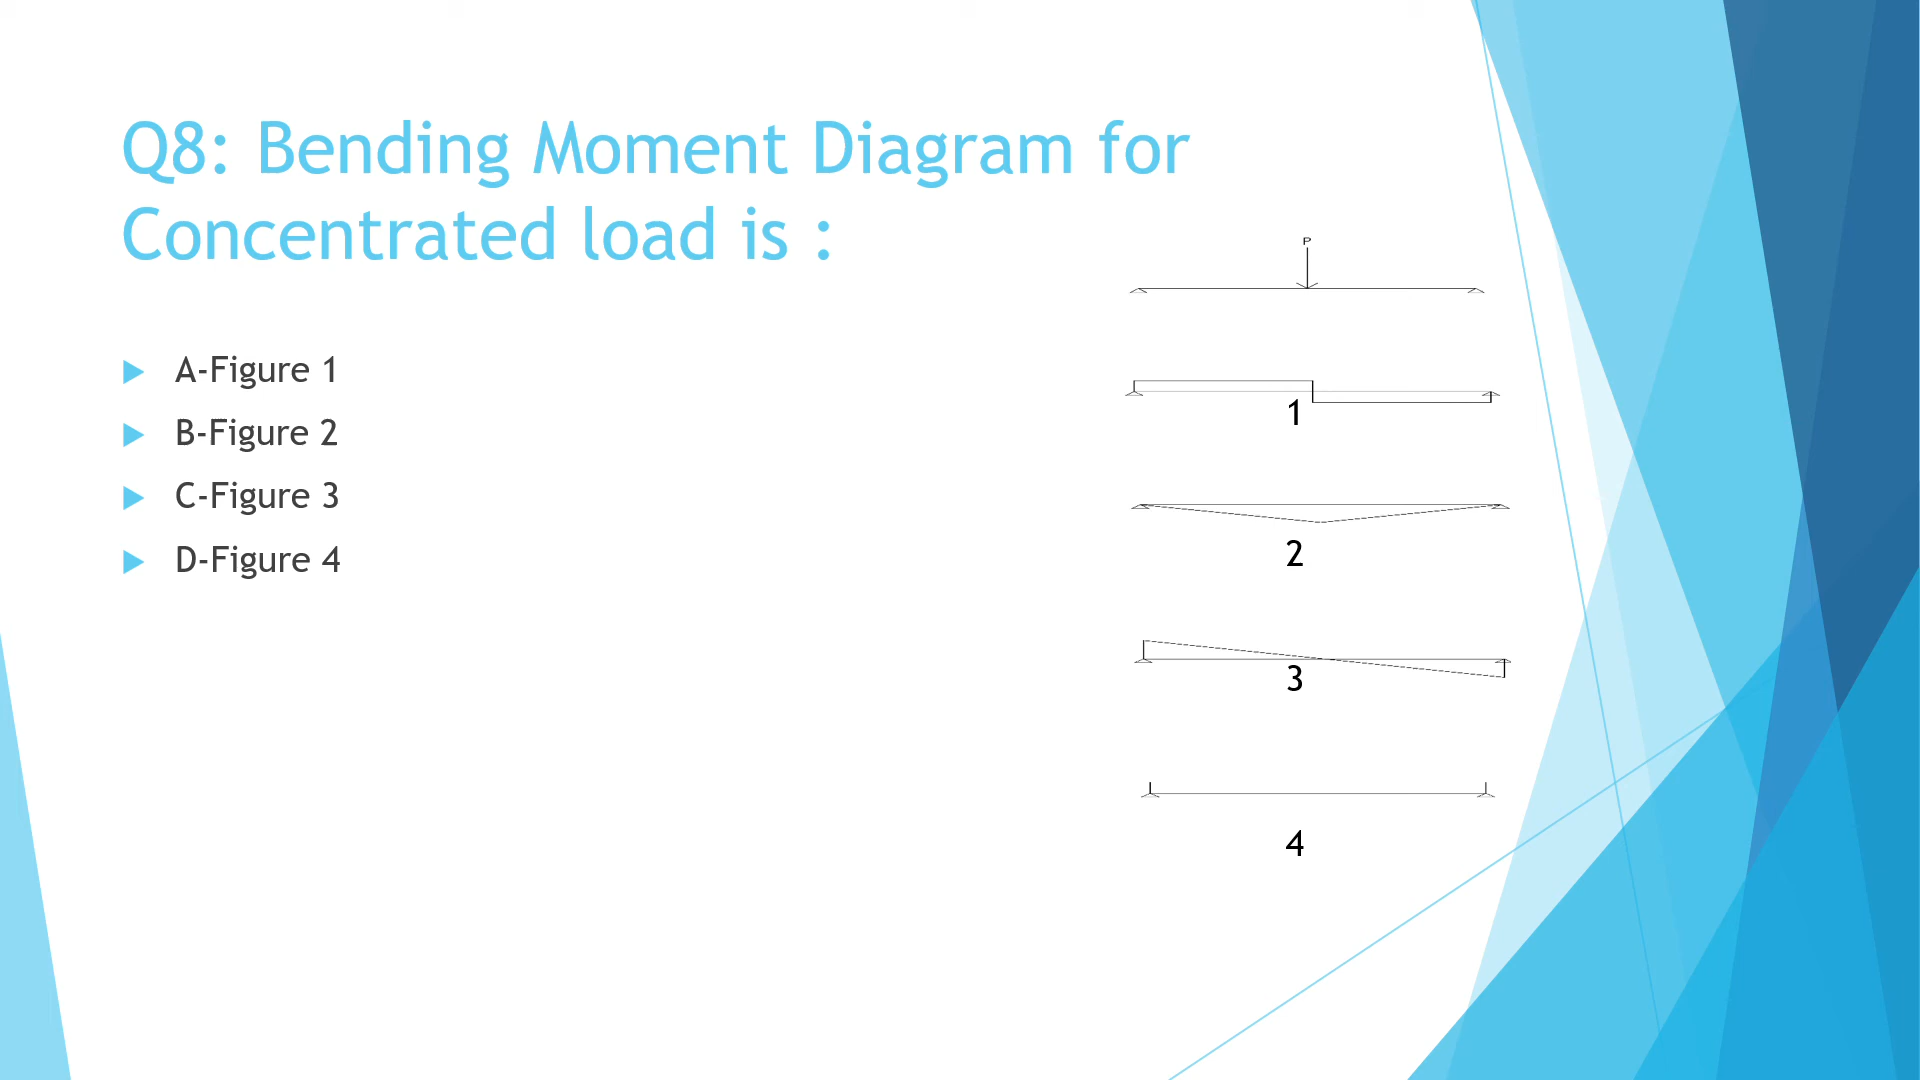 Q8: Bending Moment Diagram for
Concentrated load is :
A-Figure 1
B-Figure 2
C-Figure 3
D-Figure 4
P
1
2
3
4